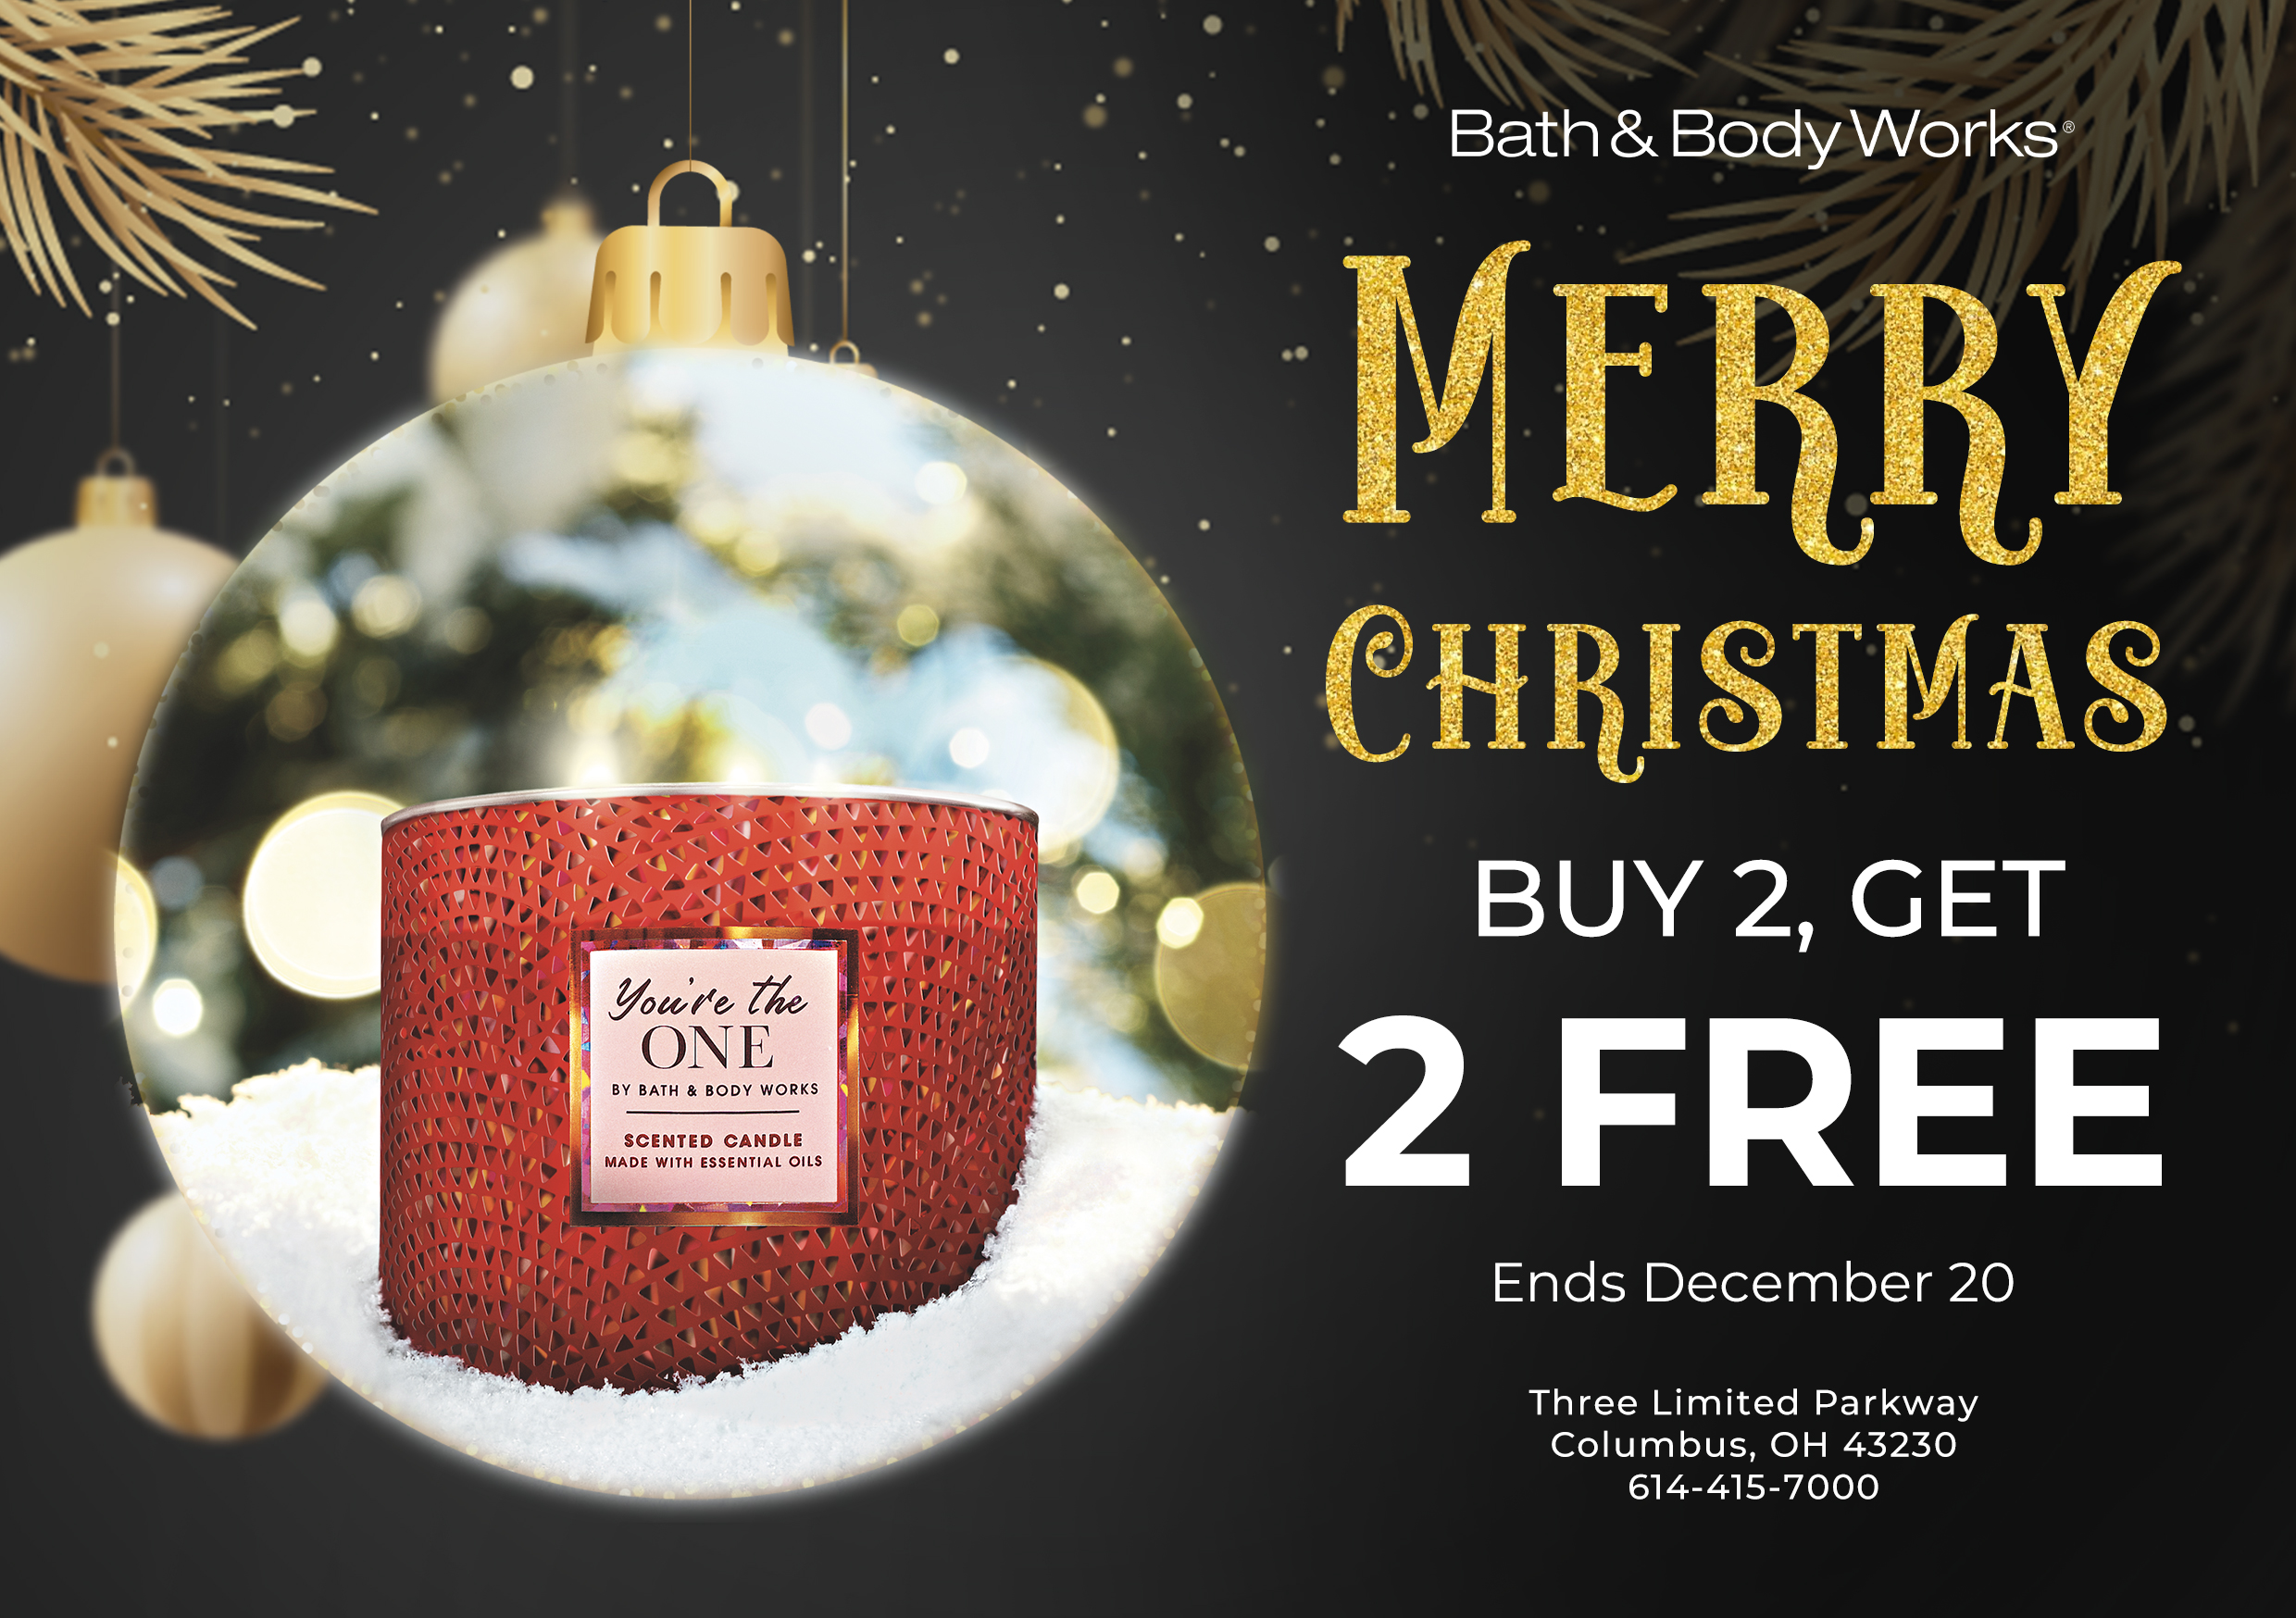 Bath & Body Works®
MERRY
CHRISTMAS
BUY 2, GET
2 FREE
Ends December 20
Three Limited Parkway
Columbus, OH 43230
614-415-7000
You're the
ONE
BY BATH & BODY WORKS
SCENTED CANDLE
MADE WITH ESSENTIAL OILS